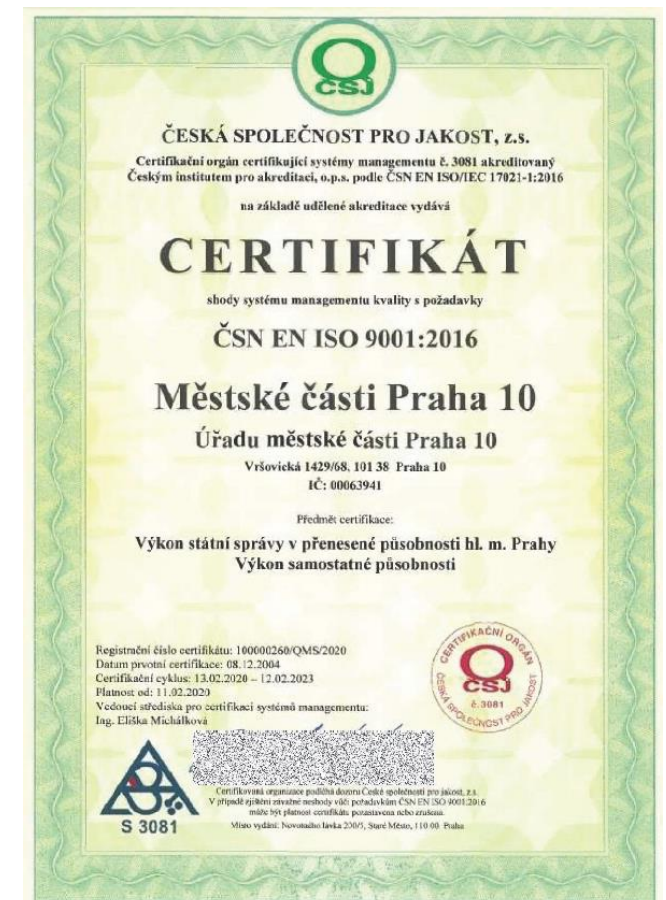 ČSJ
ČESKÁ SPOLEČNOST PRO JAKOST, z.s.
Certifikační orgán certifikující systémy managementu č. 3081 akreditovaný
Českým institutem pro akreditaci, o.p.s. podle ČSN EN ISO/IEC 17021-1:2016
na základě udělené akreditace vydává
CERTIFIKÁT
shody systému managementu kvality s požadavky
ČSN EN ISO 9001:2016
Městské části Praha 10
Úřadu městské části Praha 10
Vršovická 1429/68, 101 38 Praha 10
IČ: 00063941
Předmět certifikace:
Výkon státní správy v přenesené působnosti hl. m. Prahy
Výkon samostatné působnosti
Registrační číslo certifikátu: 100000260/QMS/2020
Datum prvotní certifikace: 08.12.2004
Certifikační cyklus: 13.02.2020 – 12.02.2023
Platnost od: 11.02.2020
Vedoucí střediska pro certifikaci systémů managementu:
Ing. Eliška Michálková
CERTIFIKAČNÍ ORGÁN
ČSJ
č.3081
ČESKÁ SPOLEČNOST PRO JAKOST
S 3081
Certifikovaná organizace podléhá dozoru České společnosti pro jakost, z.s.
V případě zjištění závažné neshody vůči požadavkům ČSN EN ISO 9001:2016
může být platnost certifikátu pozastavena nebo zrušena.
Místo vydání: Novotného lávka 200/5, Staré Město, 110 00 Praha